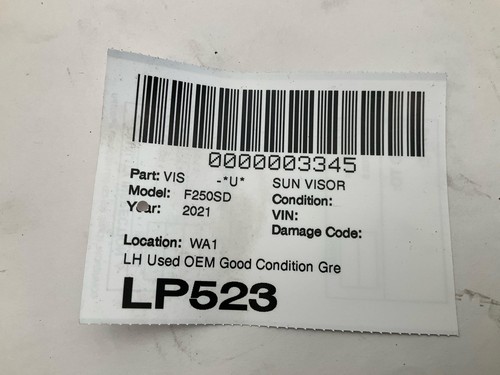 0000003345
Part: VIS -*U* SUN VISOR
Model: F250SD Condition:
Year: 2021 VIN:
Damage Code:
Location: WA1
LH Used OEM Good Condition Gre
LP523